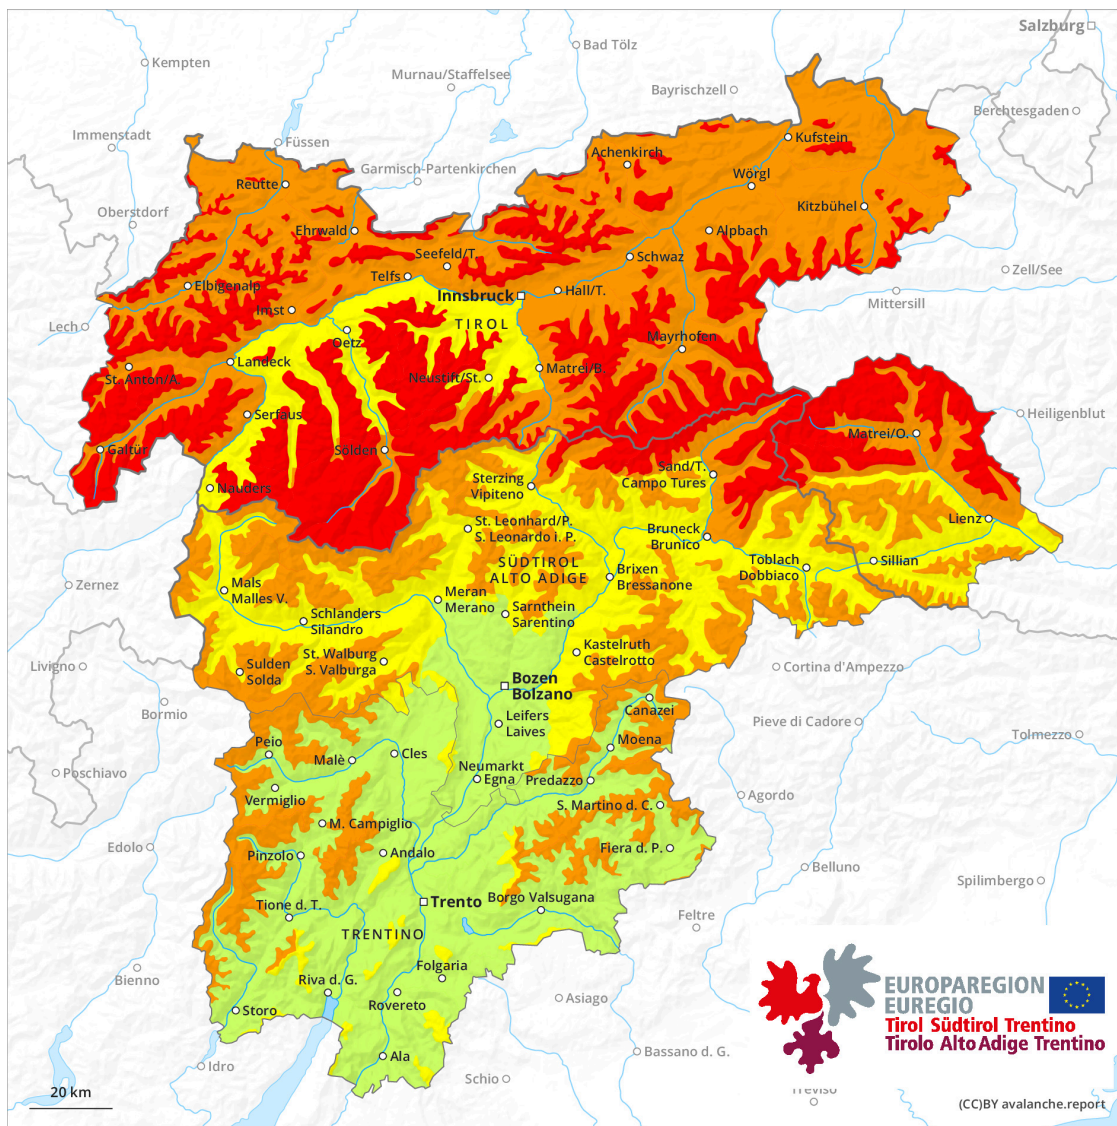 Salzburg
Bad Tölz
Kempten
Murnau/Staffelsee
Bayrischzell
Berchtesgaden
Immenstadt
Füssen
Kufstein
Achenkirch
Garmisch-Partenkirchen
Wörgl
Reutte
Kitzbühel
Oberstdorf
Ehrwald
Alpbach
Seefeld/T.
Schwaz
Telfs
Zell/See
Elbigenalp
Innsbruck
Hall/T.
Mittersill
Imst
TIROL
Lech
Oetz
Mayrhofen
Landeck
Matrei/B.
St. Anton/A.
Neustift/St.
Serfaus
Heiligenblut
Matrei/O.
Galtür
Sölden
Sand/T.
Campo Tures
Sterzing
Vipiteno
Nauders
Lienz
St. Leonhard/P.
S. Leonardo i. P.
Bruneck
Brunico
SÜDTIROL
ALTO ADIGE
Toblach
Dobbiaco
Sillian
Brixen
Bressanone
Zernez
Mals
Malles V.
Meran
Merano
Sarnthein
Sarentino
Schlanders
Silandro
Kastelruth
Castelrotto
St. Walburg
S. Valburga
Livigno
Sulden
Solda
Cortina d'Ampezzo
Bozen
Bolzano
Bormio
Canazei
Leifers
Laives
Pieve di Cadore
Tolmezzo
Peio
Moena
Cles
Malè
Neumarkt
Egna
Predazzo
Poschiavo
Vermiglio
Agordo
S. Martino d. C.
M. Campiglio
Edolo
Fiera d. P.
Pinzolo
Andalo
Belluno
Spilimbergo
Borgo Valsugana
Trento
Tione d. T.
Feltre
TRENTINO
Folgaria
Bienno
Riva d. G.
Rovereto
Asiago
Storo
EUROPAREGION
EUREGIO
Tirol Südtirol Trentino
Tirolo Alto Adige Trentino
Bassano d. G.
Ala
Idro
Schio
Treviso
20 km
(CC)BY avalanche.report